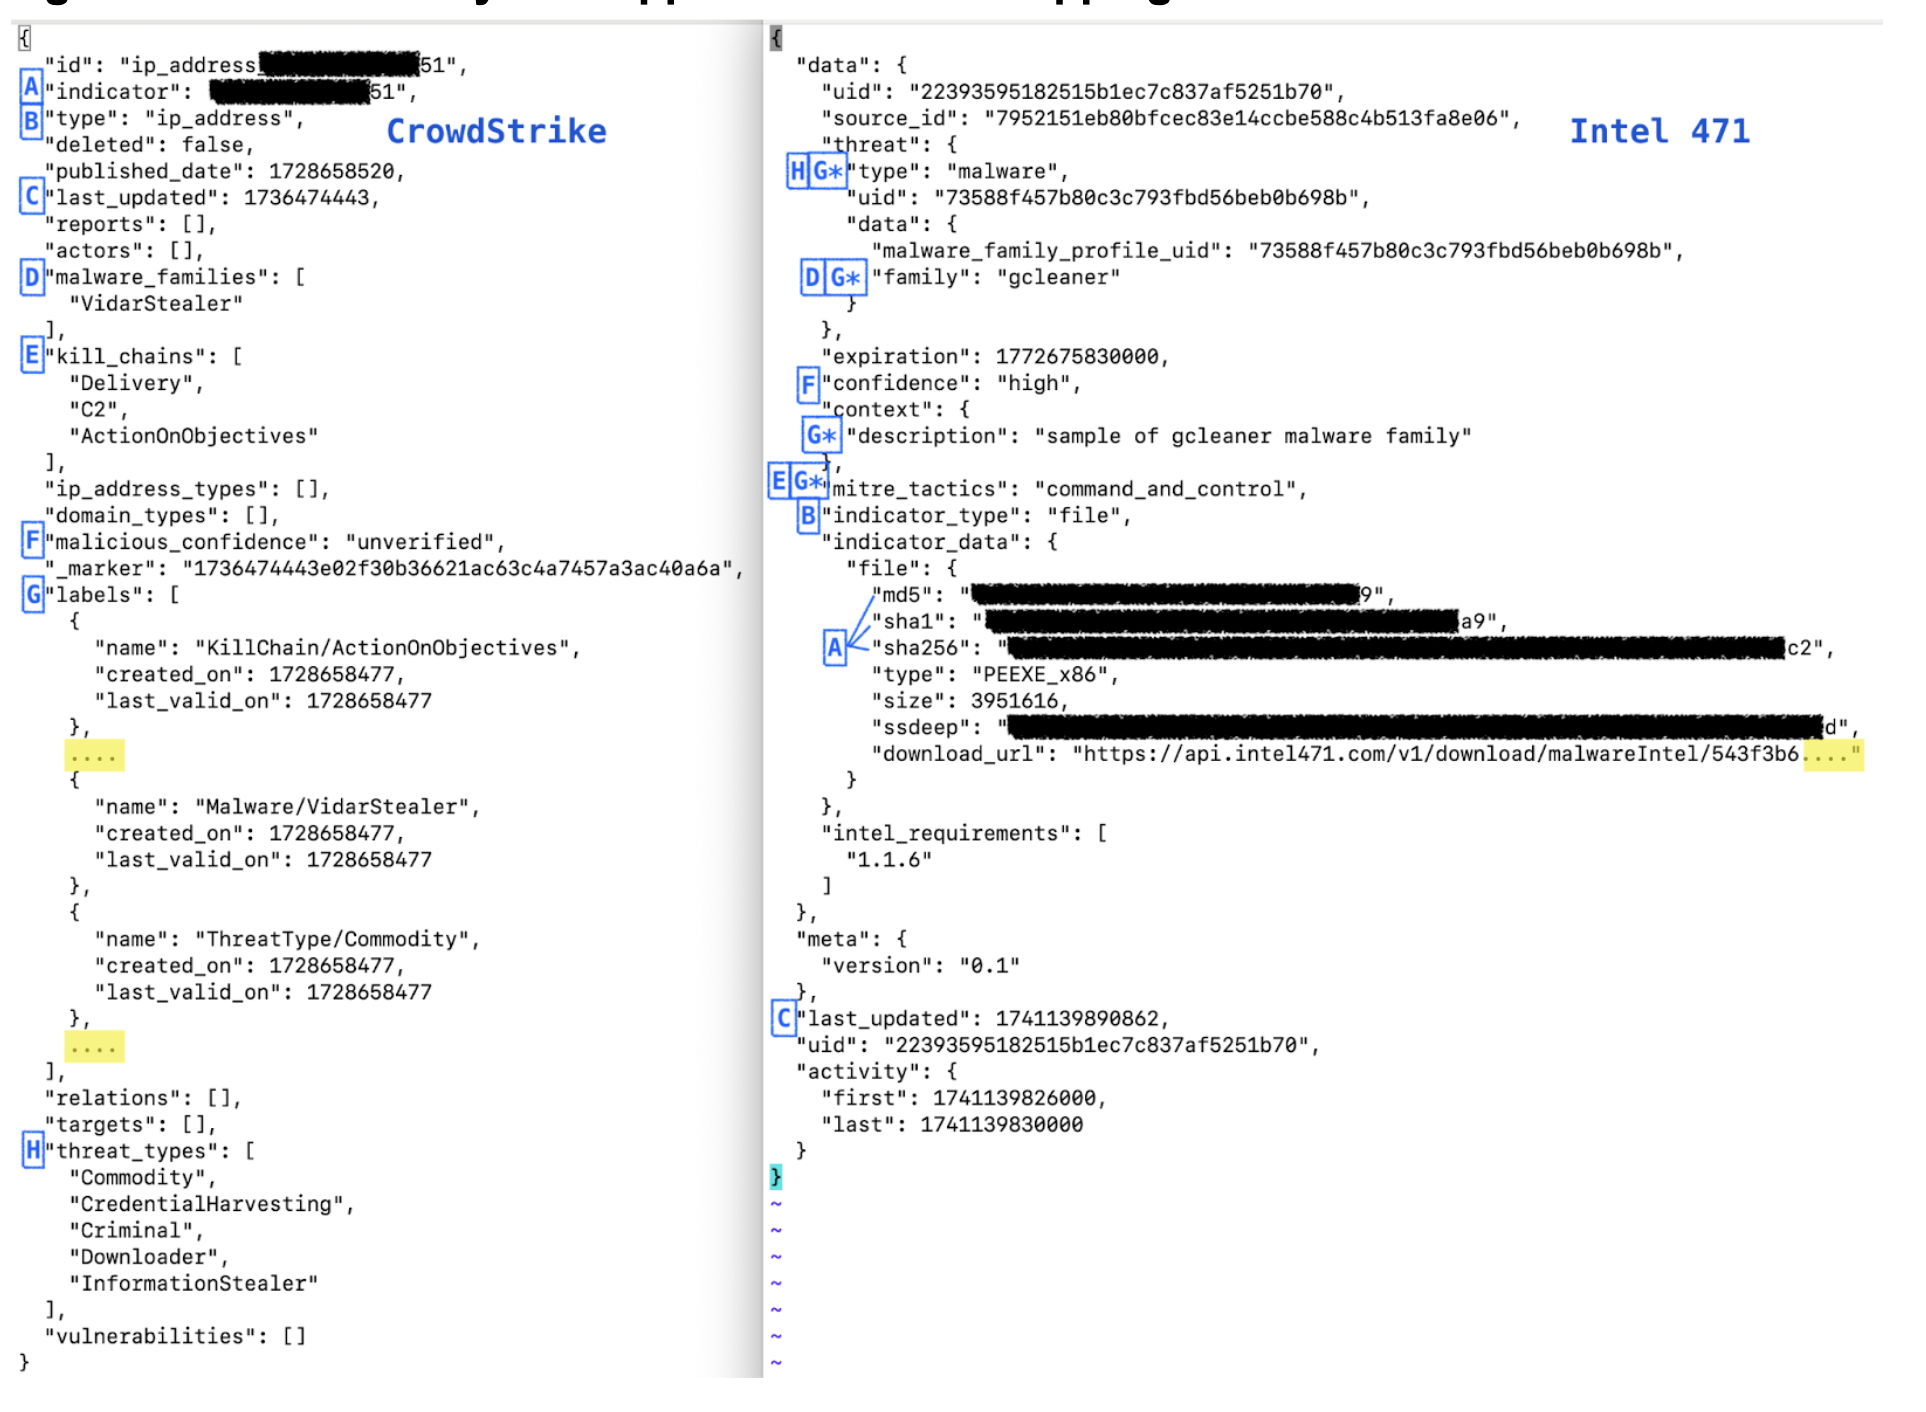 {
"id": "ip_address 51",
A "indicator": 51",
B "type": "ip_address",
CrowdStrike
"deleted": false,
"published_date": 1728658520,
C "last_updated": 1736474443,
"reports": [],
"actors": [],
D "malware_families": [
"VidarStealer"
],
E "kill_chains": [
"Delivery",
"C2",
"ActionOnObjectives"
],
"ip_address_types": [],
"domain_types": [],
F "malicious_confidence": "unverified",
"_marker": "1736474443e02f30b36621ac63c4a7457a3ac40a6a",
G "labels": [
{
"name": "KillChain/ActionOnObjectives",
"created_on": 1728658477,
"last_valid_on": 1728658477
},
....
{
"name": "Malware/VidarStealer",
"created_on": 1728658477,
"last_valid_on": 1728658477
},
{
"name": "ThreatType/Commodity",
"created_on": 1728658477,
"last_valid_on": 1728658477
},
....
],
"relations": [],
"targets": [],
H "threat_types": [
"Commodity",
"CredentialHarvesting",
"Criminal",
"Downloader",
"InformationStealer"
],
"vulnerabilities": []
}
{
"data": {
"uid": "22393595182515b1ec7c837af5251b70",
"source_id": "7952151eb80bfcec83e14ccbe588c4b513fa8e06",
Intel 471
"threat": {
H G* "type": "malware",
"uid": "73588f457b80c3c793fbd56beb0b698b",
"data": {
"malware_family_profile_uid": "73588f457b80c3c793fbd56beb0b698b",
D G* "family": "gcleaner"
}
},
"expiration": 1772675830000,
F "confidence": "high",
"context": {
G* "description": "sample of gcleaner malware family"
},
E G* "mitre_tactics": "command_and_control",
B "indicator_type": "file",
"indicator_data": {
"file": {
"md5": " 9",
"sha1": " a9",
A "sha256": " c2",
"type": "PEEXE_x86",
"size": 3951616,
"ssdeep": " d",
"download_url": "https://api.intel471.com/v1/download/malwareIntel/543f3b6...."
}
},
"intel_requirements": [
"1.1.6"
]
},
"meta": {
"version": "0.1"
},
C "last_updated": 1741139890862,
"uid": "22393595182515b1ec7c837af5251b70",
"activity": {
"first": 1741139826000,
"last": 1741139830000
}
}
~
~
~
~
~
~
~